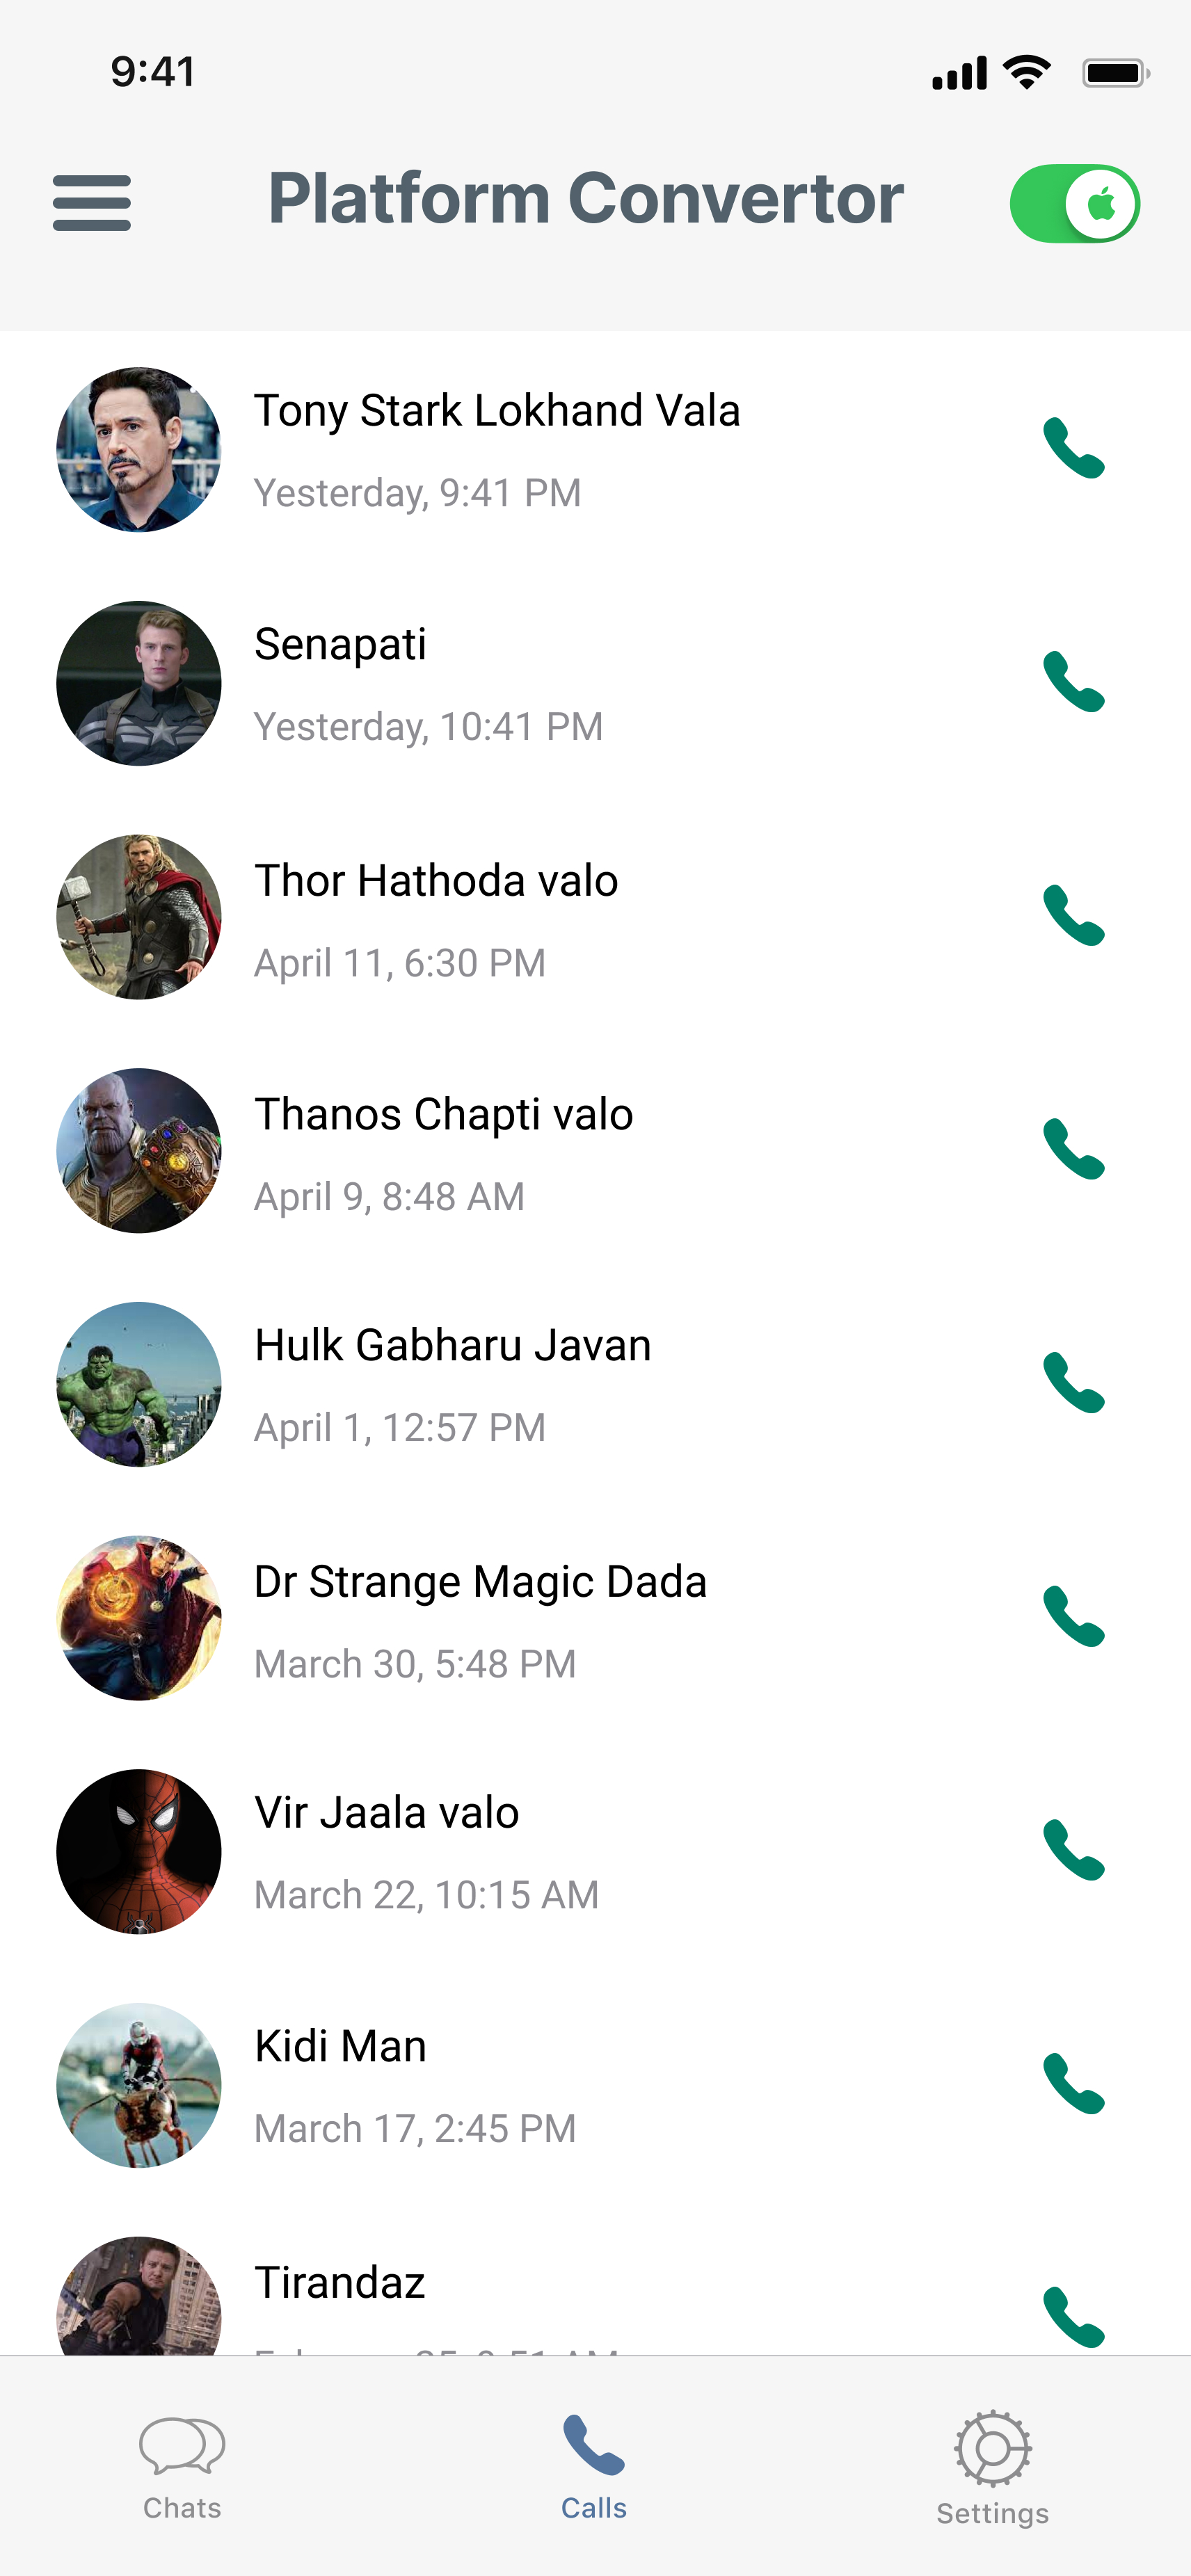 9:41
Platform Convertor
Tony Stark Lokhand Vala
Yesterday, 9:41 PM
Senapati
Yesterday, 10:41 PM
Thor Hathoda valo
April 11, 6:30 PM
Thanos Chapti valo
April 9, 8:48 AM
Hulk Gabharu Javan
April 1, 12:57 PM
Dr Strange Magic Dada
March 30, 5:48 PM
Vir Jaala valo
March 22, 10:15 AM
Kidi Man
March 17, 2:45 PM
Tirandaz
Chats
Calls
Settings